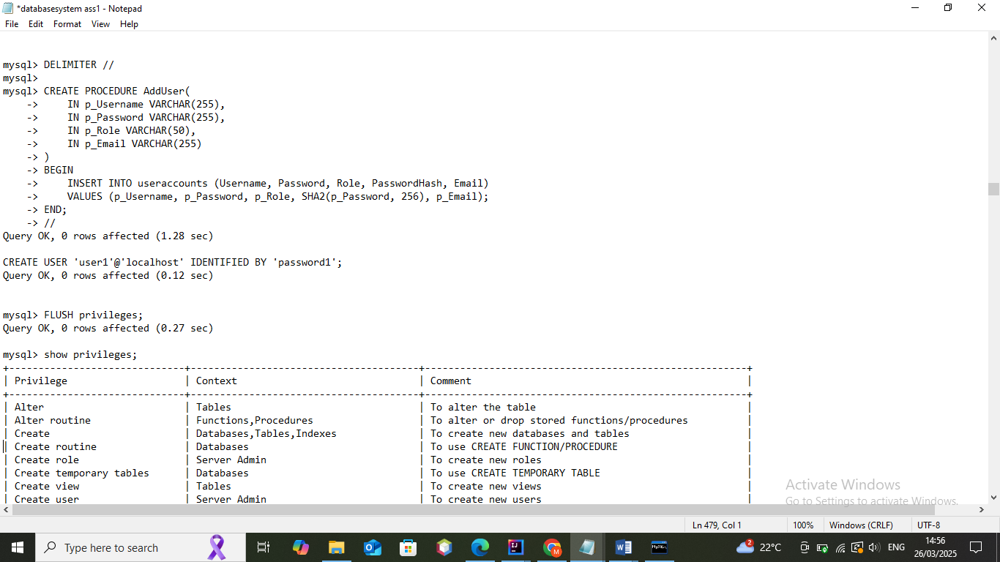 *databasesystem ass1 - Notepad
File Edit Format View Help
mysql> DELIMITER //
mysql>
mysql> CREATE PROCEDURE AddUser(
    ->     IN p_Username VARCHAR(255),
    ->     IN p_Password VARCHAR(255),
    ->     IN p_Role VARCHAR(50),
    ->     IN p_Email VARCHAR(255)
    -> )
    -> BEGIN
    ->     INSERT INTO useraccounts (Username, Password, Role, PasswordHash, Email)
    ->     VALUES (p_Username, p_Password, p_Role, SHA2(p_Password, 256), p_Email);
    -> END;
    -> //
Query OK, 0 rows affected (1.28 sec)
CREATE USER 'user1'@'localhost' IDENTIFIED BY 'password1';
Query OK, 0 rows affected (0.12 sec)
mysql> FLUSH privileges;
Query OK, 0 rows affected (0.27 sec)
mysql> show privileges;
+------------------------------+---------------------------------------+-------------------------------------------------------+
| Privilege | Context | Comment |
+------------------------------+---------------------------------------+-------------------------------------------------------+
| Alter | Tables | To alter the table |
| Alter routine | Functions,Procedures | To alter or drop stored functions/procedures |
| Create | Databases,Tables,Indexes | To create new databases and tables |
| Create routine | Databases | To use CREATE FUNCTION/PROCEDURE |
| Create role | Server Admin | To create new roles |
| Create temporary tables | Databases | To use CREATE TEMPORARY TABLE |
| Create view | Tables | To create new views |
| Create user | Server Admin | To create new users |
Activate Windows
Go to Settings to activate Windows.
Ln 479, Col 1 100% Windows (CRLF) UTF-8
Type here to search
2
22°C
ENG
14:56
26/03/2025